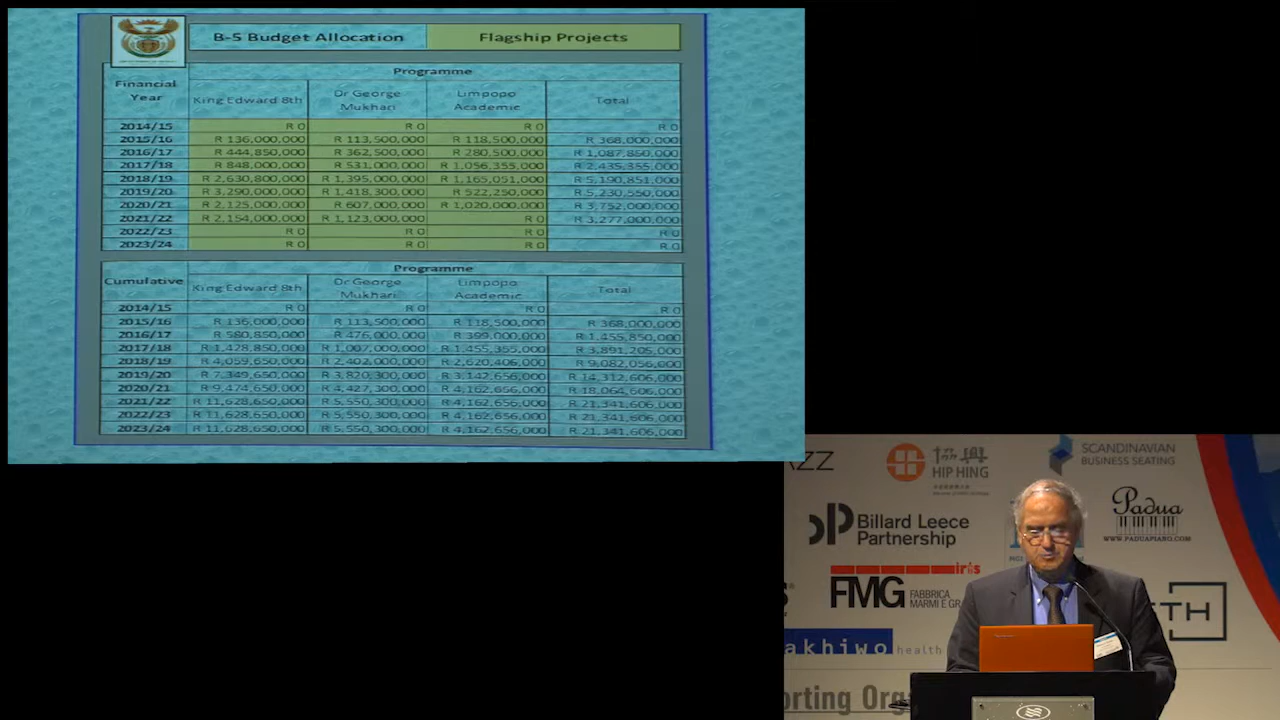 B-5 Budget Allocation Flagship Projects
Programme
Financial Year King Edward 8th Dr George Mukhari Limpopo Academic Total
2014/15 R 0 R 0 R 0 R 0
2015/16 R 136,000,000 R 113,500,000 R 118,500,000 R 368,000,000
2016/17 R 444,850,000 R 362,500,000 R 280,500,000 R 1,087,850,000
2017/18 R 848,000,000 R 531,000,000 R 1,056,355,000 R 2,435,355,000
2018/19 R 2,630,800,000 R 1,395,000,000 R 1,165,051,000 R 5,190,851,000
2019/20 R 3,290,000,000 R 1,418,300,000 R 522,250,000 R 5,230,550,000
2020/21 R 2,125,000,000 R 607,000,000 R 1,020,000,000 R 3,752,000,000
2021/22 R 2,154,000,000 R 1,123,000,000 R 0 R 3,277,000,000
2022/23 R 0 R 0 R 0 R 0
2023/24 R 0 R 0 R 0 R 0
Programme
Cumulative King Edward 8th Dr George Mukhari Limpopo Academic Total
2014/15 R 0 R 0 R 0 R 0
2015/16 R 136,000,000 R 113,500,000 R 118,500,000 R 368,000,000
2016/17 R 580,850,000 R 476,000,000 R 399,000,000 R 1,455,850,000
2017/18 R 1,428,850,000 R 1,007,000,000 R 1,455,355,000 R 3,891,205,000
2018/19 R 4,059,650,000 R 2,402,000,000 R 2,620,406,000 R 9,082,056,000
2019/20 R 7,349,650,000 R 3,820,300,000 R 3,142,656,000 R 14,312,606,000
2020/21 R 9,474,650,000 R 4,427,300,000 R 4,162,656,000 R 18,064,606,000
2021/22 R 11,628,650,000 R 5,550,300,000 R 4,162,656,000 R 21,341,606,000
2022/23 R 11,628,650,000 R 5,550,300,000 R 4,162,656,000 R 21,341,606,000
2023/24 R 11,628,650,000 R 5,550,300,000 R 4,162,656,000 R 21,341,606,000
AZZ
HIP HING
SCANDINAVIAN
BUSINESS SEATING
Billard Leece
Partnership
Padua
WWW.PADUAPIANO.COM
iris
FMG FABBRICA
MARMI E GRA
TH
akhiwo health
orting Org